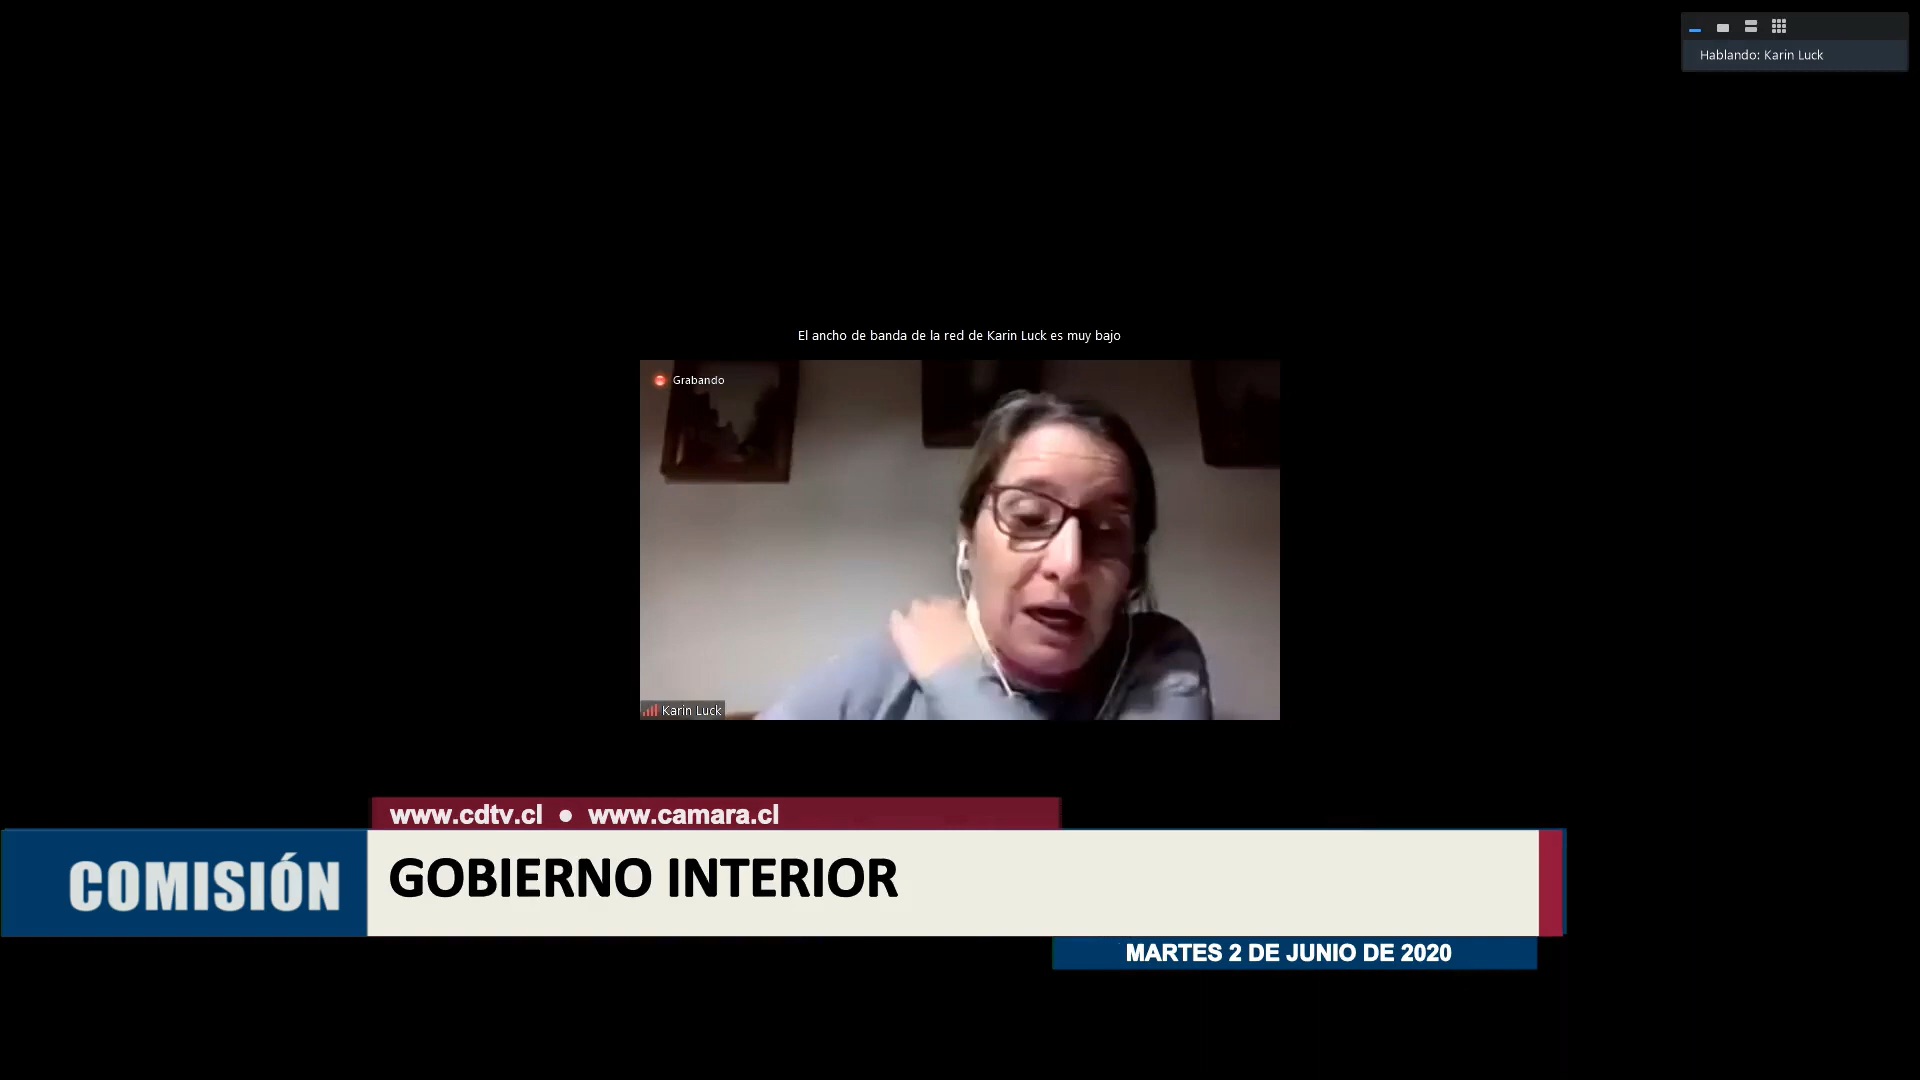 Hablando: Karin Luck
El ancho de banda de la red de Karin Luck es muy bajo
Grabando
Karin Luck
www.cdtv.cl • www.camara.cl
COMISIÓN
GOBIERNO INTERIOR
MARTES 2 DE JUNIO DE 2020